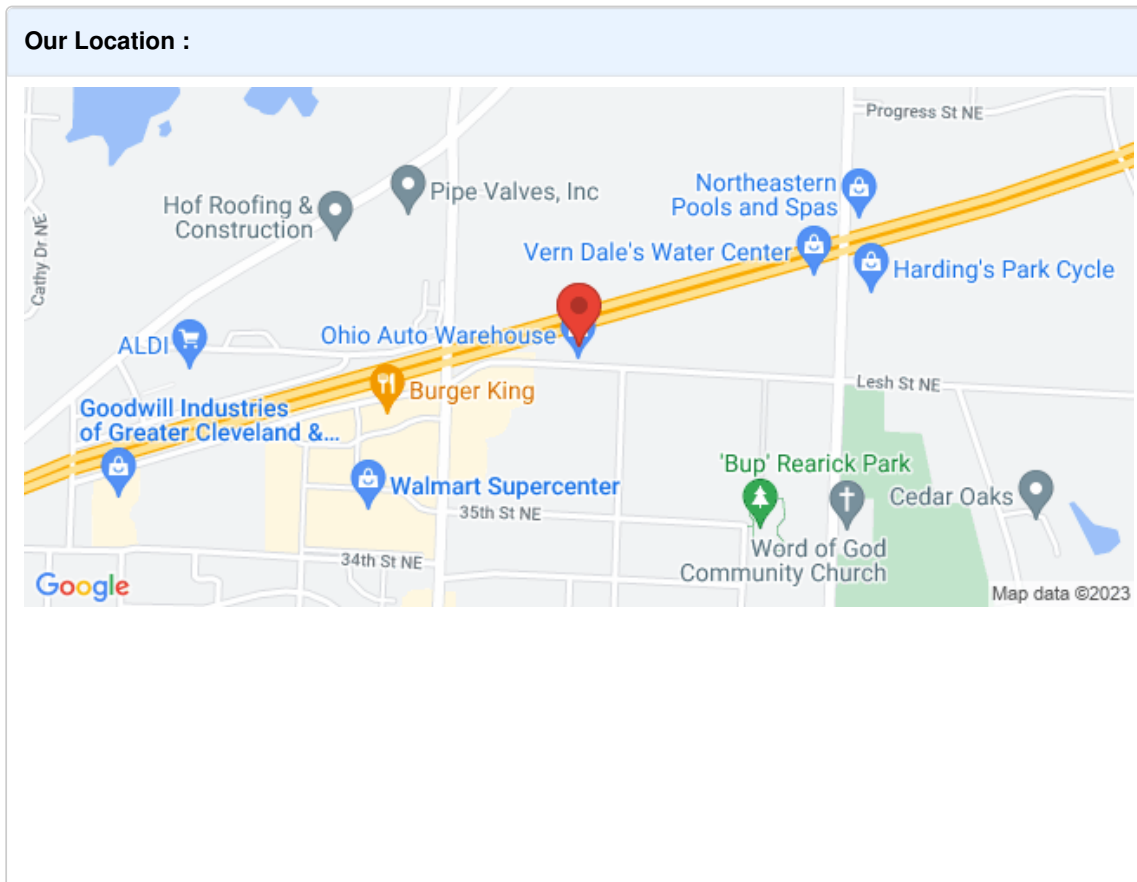 Our Location :
Progress St NE
Northeastern
Pools and Spas
Pipe Valves, Inc
Hof Roofing &
Construction
Cathy Dr NE
Vern Dale's Water Center
Harding's Park Cycle
Ohio Auto Warehouse
ALDI
Lesh St NE
Burger King
Goodwill Industries
of Greater Cleveland &...
'Bup' Rearick Park
Walmart Supercenter
Cedar Oaks
35th St NE
Word of God
Community Church
34th St NE
Google
Map data ©2023